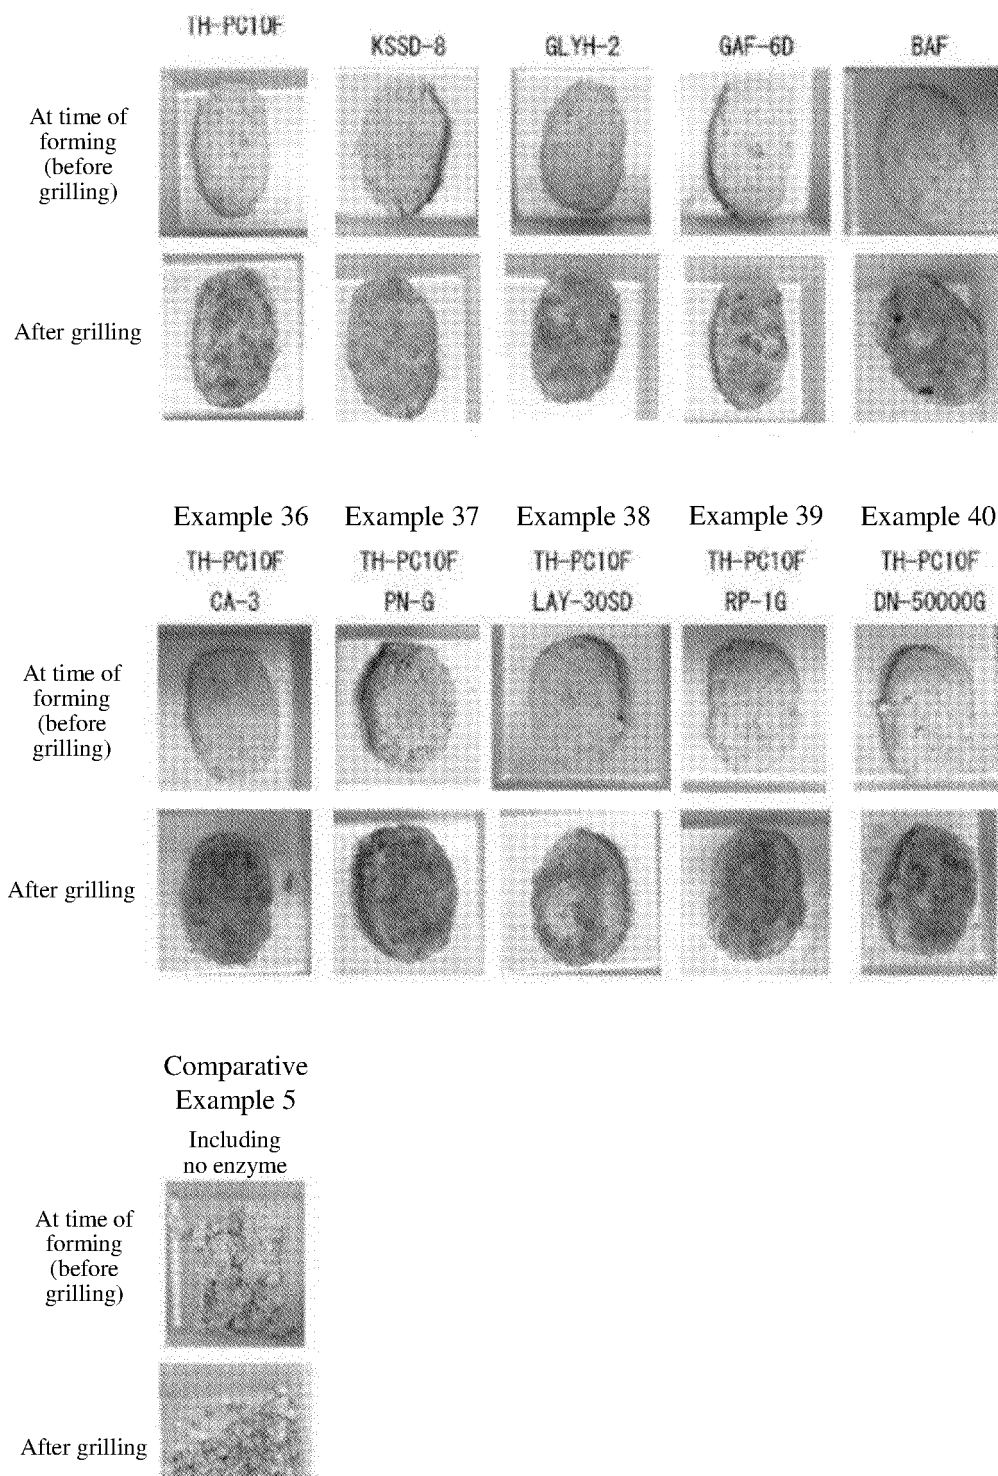 TH-PC10F
KSSD-8 GLYH-2 GAF-6D BAF
At time of
forming
(before
grilling)
After grilling
Example 36 Example 37 Example 38 Example 39 Example 40
TH-PC10F TH-PC10F TH-PC10F TH-PC10F TH-PC10F
CA-3 PN-G LAY-30SD RP-1G DN-50000G
At time of
forming
(before
grilling)
After grilling
Comparative
Example 5
Including
no enzyme
At time of
forming
(before
grilling)
After grilling